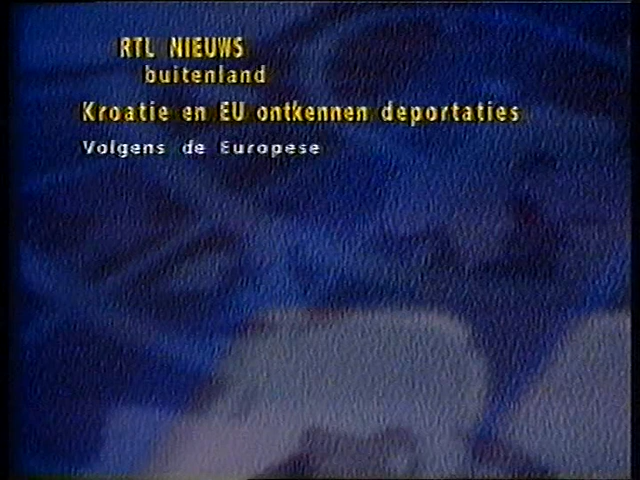 RTL NIEUWS
buitenland
Kroatie en EU ontkennen deportaties
Volgens de Europese